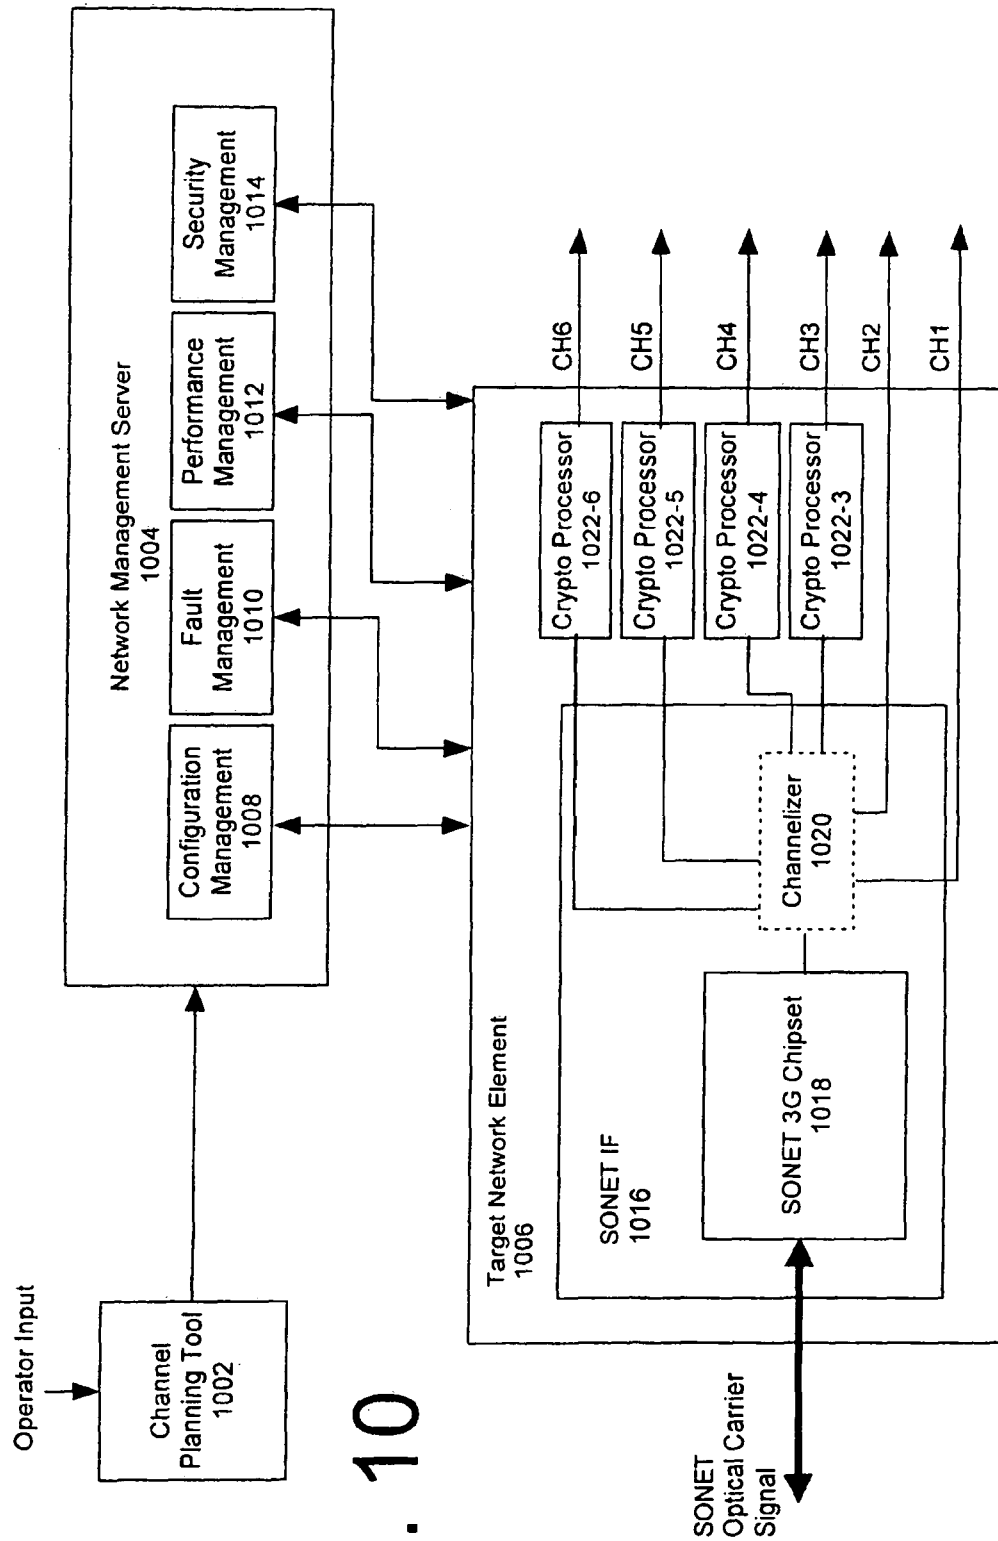 Operator Input
Channel
Planning Tool
1002
Network Management Server
1004
Configuration
Management
1008
Fault
Management
1010
Performance
Management
1012
Security
Management
1014
Target Network Element
1006
SONET IF
1016
SONET 3G Chipset
1018
Channelizer
1020
Crypto Processor
1022-6
Crypto Processor
1022-5
Crypto Processor
1022-4
Crypto Processor
1022-3
CH6
CH5
CH4
CH3
CH2
CH1
SONET
Optical Carrier
Signal
. 10